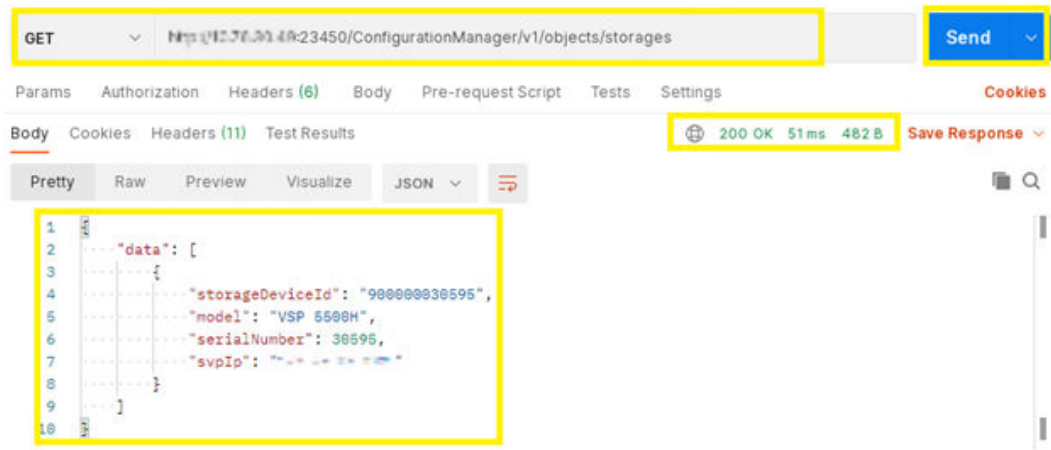 GET :23450/ConfigurationManager/v1/objects/storages Send
Params Authorization Headers (6) Body Pre-request Script Tests Settings Cookies
Body Cookies Headers (11) Test Results 200 OK 51 ms 482 B Save Response
Pretty Raw Preview Visualize JSON
1 {
2 "data": [
3 {
4 "storageDeviceId": "900000030595",
5 "model": "VSP 5500H",
6 "serialNumber": 30595,
7 "svpIp": " "
8 }
9 ]
10 }